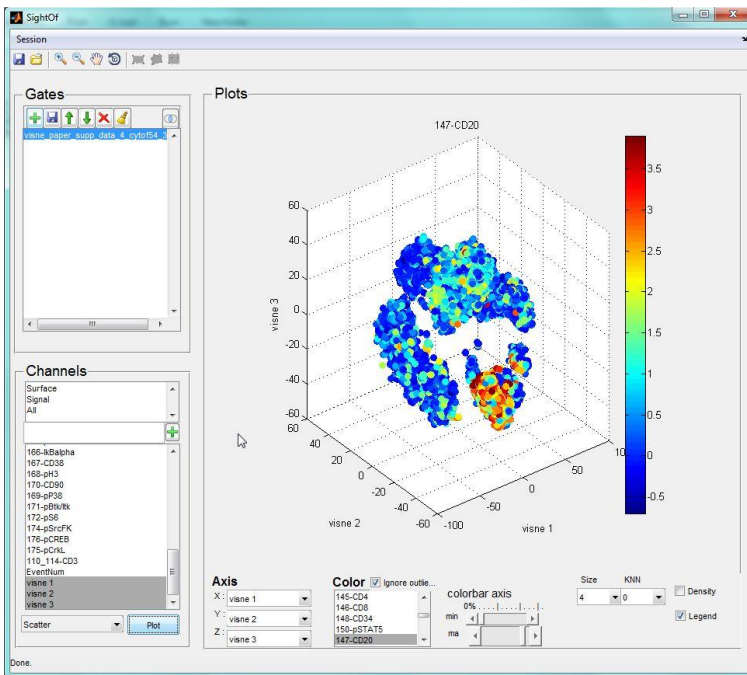 SightOf
Session
Gates
visne_paper_supp_data_4_cytof54_3
Channels
Surface
Signal
All
166-IkBalpha
167-CD38
168-pH3
170-CD90
169-pP38
171-pBtk/Itk
172-pS6
174-pSrcFK
176-pCREB
175-pCrkL
110_114-CD3
EventNum
visne 1
visne 2
visne 3
Scatter
Plot
Done.
Plots
147-CD20
60
40
20
0
-20
-40
-60
visne 3
60
40
20
0
-20
-40
-60
visne 2
-100
-50
0
50
10
visne 1
3.5
3
2.5
2
1.5
1
0.5
0
-0.5
Axis
X: visne 1
Y: visne 2
Z: visne 3
Color
Ignore outlie...
145-CD4
146-CD8
148-CD34
150-pSTAT5
147-CD20
colorbar axis
0%....|....|...|.
min
ma
Size
KNN
4
0
Density
Legend